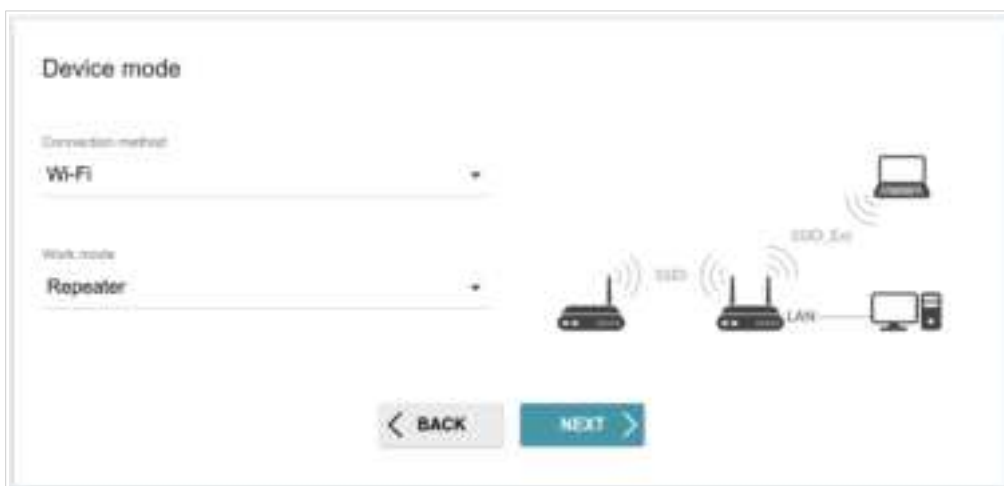 Device mode
Connection method
Wi-Fi
Work mode
Repeater
SSID
SSID_Ext
LAN
BACK
NEXT